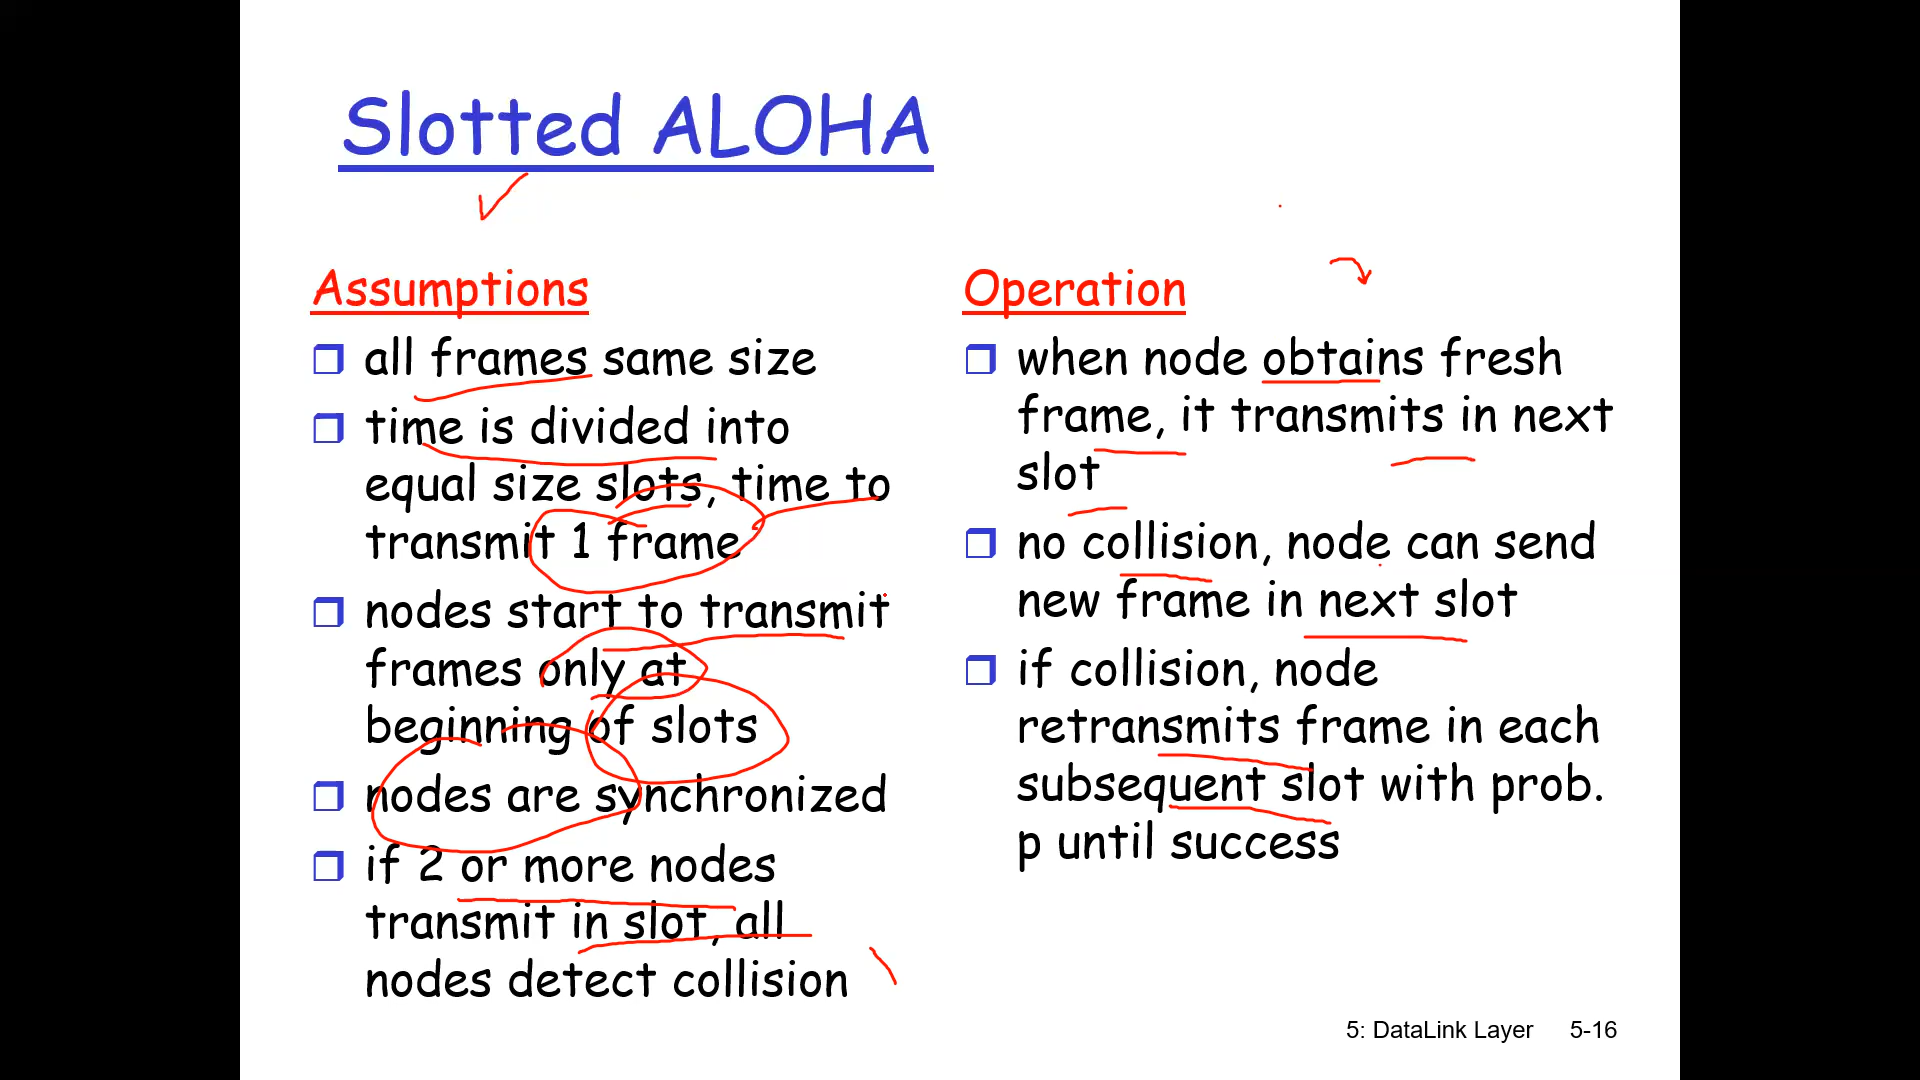 Slotted ALOHA
Assumptions
all frames same size
time is divided into
equal size slots, time to
transmit 1 frame
nodes start to transmit
frames only at
beginning of slots
nodes are synchronized
if 2 or more nodes
transmit in slot, all
nodes detect collision
Operation
when node obtains fresh
frame, it transmits in next
slot
no collision, node can send
new frame in next slot
if collision, node
retransmits frame in each
subsequent slot with prob.
p until success
5: DataLink Layer 5-16